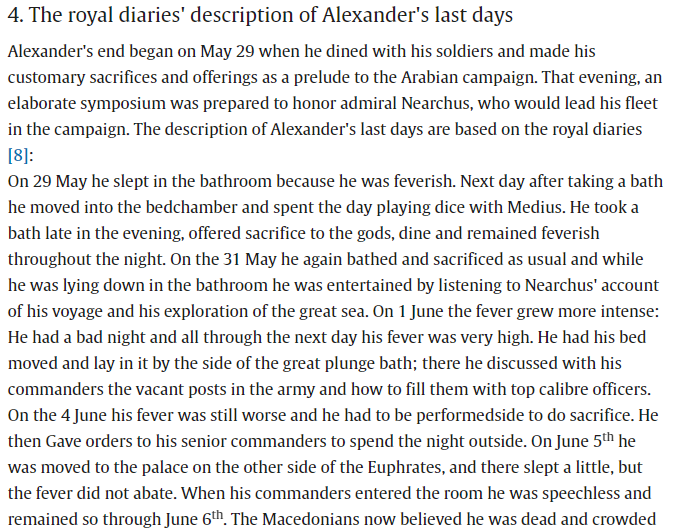 4. The royal diaries' description of Alexander's last days
Alexander's end began on May 29 when he dined with his soldiers and made his
customary sacrifices and offerings as a prelude to the Arabian campaign. That evening, an
elaborate symposium was prepared to honor admiral Nearchus, who would lead his fleet
in the campaign. The description of Alexander's last days are based on the royal diaries
[8]:
On 29 May he slept in the bathroom because he was feverish. Next day after taking a bath
he moved into the bedchamber and spent the day playing dice with Medius. He took a
bath late in the evening, offered sacrifice to the gods, dine and remained feverish
throughout the night. On the 31 May he again bathed and sacrificed as usual and while
he was lying down in the bathroom he was entertained by listening to Nearchus' account
of his voyage and his exploration of the great sea. On 1 June the fever grew more intense:
He had a bad night and all through the next day his fever was very high. He had his bed
moved and lay in it by the side of the great plunge bath; there he discussed with his
commanders the vacant posts in the army and how to fill them with top calibre officers.
On the 4 June his fever was still worse and he had to be performedside to do sacrifice. He
then Gave orders to his senior commanders to spend the night outside. On June 5th he
was moved to the palace on the other side of the Euphrates, and there slept a little, but
the fever did not abate. When his commanders entered the room he was speechless and
remained so through June 6th. The Macedonians now believed he was dead and crowded